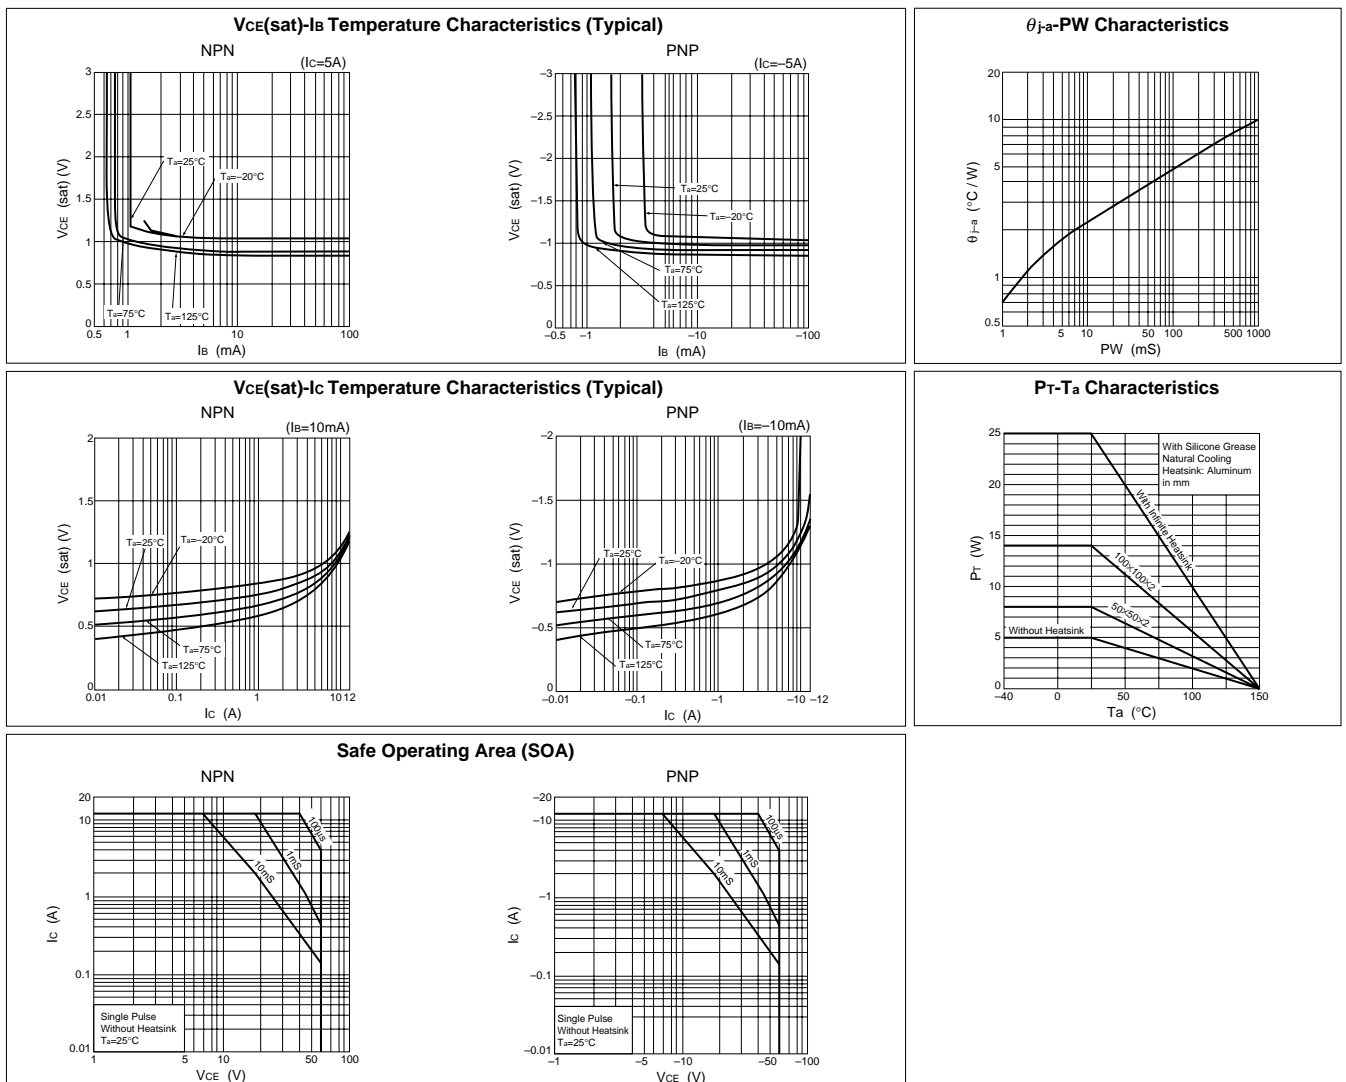 VCE(sat)-IB Temperature Characteristics (Typical)
NPN
(IC=5A)
3
2.5
2
1.5
1
0.5
0
VCE (sat) (V)
Ta=25°C
Ta=–20°C
Ta=75°C
Ta=125°C
0.5
1
10
100
IB (mA)
PNP
(IC=–5A)
–3
–2.5
–2
–1.5
–1
–0.5
0
VCE (sat) (V)
Ta=25°C
Ta=–20°C
Ta=75°C
Ta=125°C
–0.5
–1
–10
–100
IB (mA)
θj-a-PW Characteristics
20
10
5
1
0.5
θj–a (°C / W)
1
5
10
50
100
500
1000
PW (mS)
VCE(sat)-IC Temperature Characteristics (Typical)
NPN
(IB=10mA)
2
1.5
1
0.5
0
VCE (sat) (V)
Ta=25°C
Ta=–20°C
Ta=75°C
Ta=125°C
0.01
0.1
1
10
12
IC (A)
PNP
(IB=–10mA)
–2
–1.5
–1
–0.5
0
VCE (sat) (V)
Ta=25°C
Ta=–20°C
Ta=75°C
Ta=125°C
–0.01
–0.1
–1
–10
–12
IC (A)
PT-Ta Characteristics
25
20
15
10
5
0
PT (W)
With Silicone Grease
Natural Cooling
Heatsink: Aluminum
in mm
With Infinite Heatsink
100×100×2
50×50×2
Without Heatsink
–40
0
50
100
150
Ta (°C)
Safe Operating Area (SOA)
NPN
20
10
1
0.1
0.01
IC (A)
100µs
1mS
10mS
Single Pulse
Without Heatsink
Ta=25°C
1
5
10
50
100
VCE (V)
PNP
–20
–10
–1
–0.1
–0.01
IC (A)
100µs
1mS
10mS
Single Pulse
Without Heatsink
Ta=25°C
–1
–5
–10
–50
–100
VCE (V)